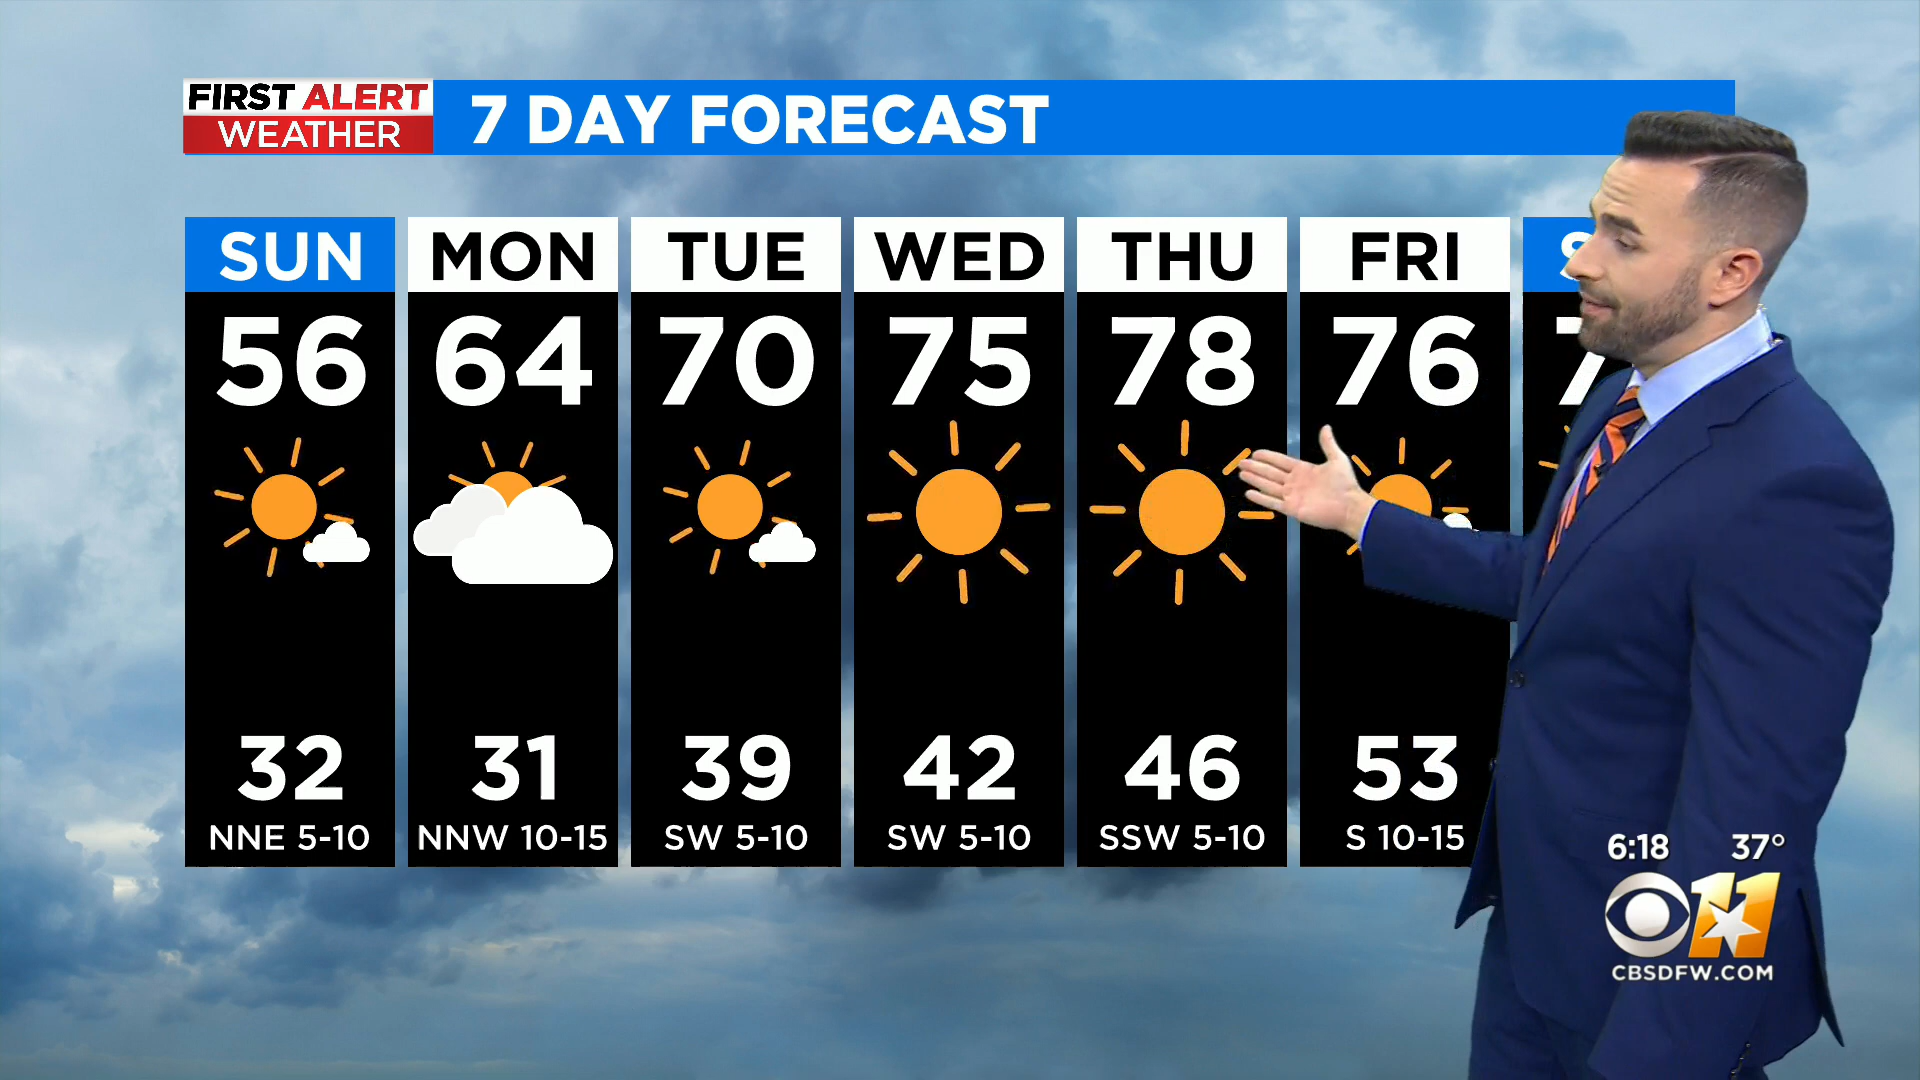 FIRST ALERT
WEATHER
7 DAY FORECAST
SUN MON TUE WED THU FRI
56 64 70 75 78 76
32 31 39 42 46 53
NNE 5-10 NNW 10-15 SW 5-10 SW 5-10 SSW 5-10 S 10-15
6:18 37°
11
CBSDFW.COM